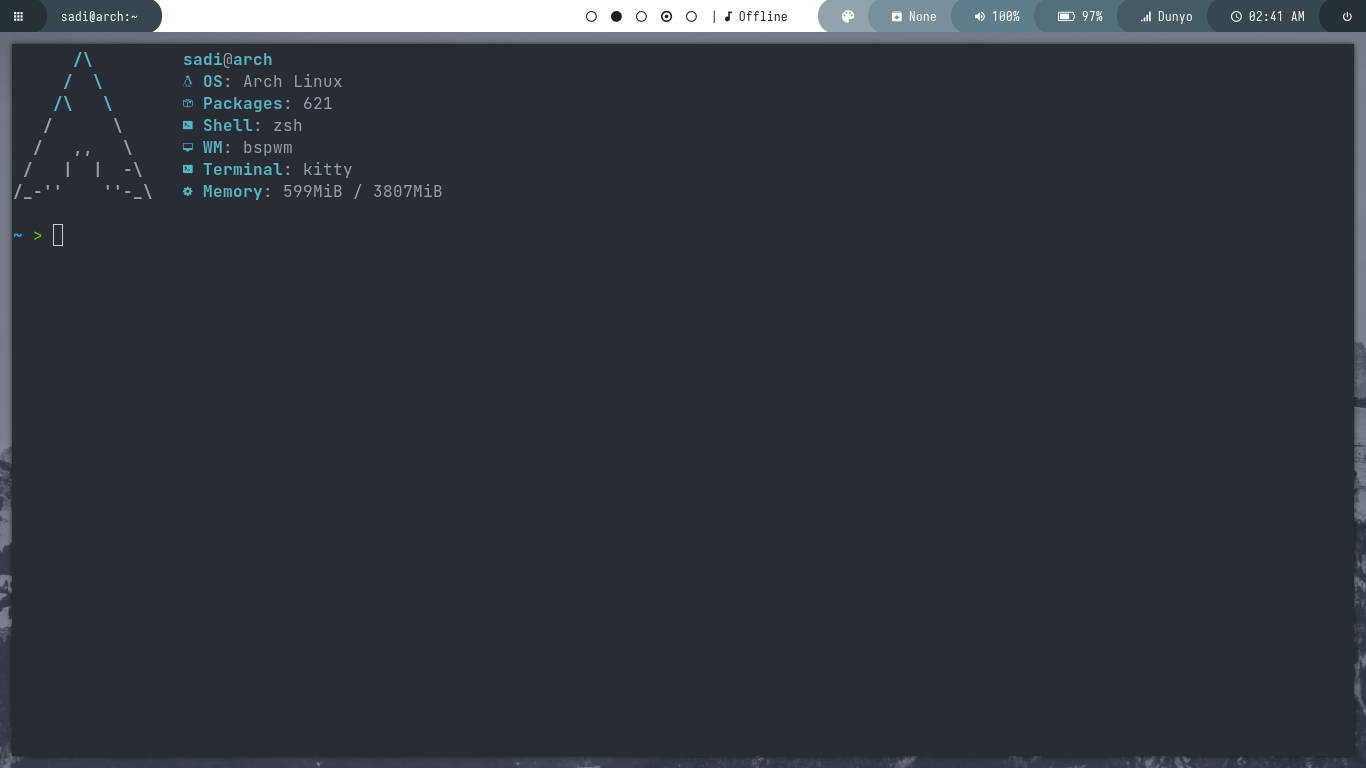 sadi@arch:~
| Offline
None
100%
97%
Dunyo
02:41 AM
sadi@arch
OS: Arch Linux
Packages: 621
Shell: zsh
WM: bspwm
Terminal: kitty
Memory: 599MiB / 3807MiB
~ >